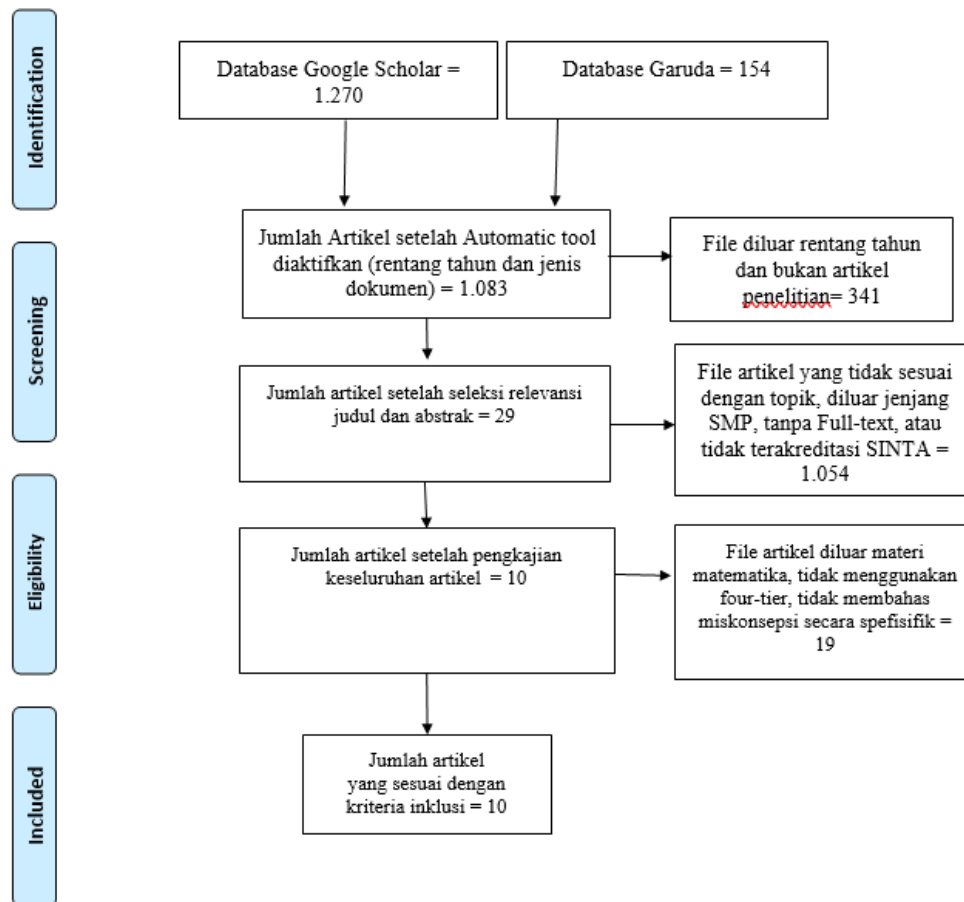 Identification
Database Google Scholar =
1.270
Database Garuda = 154
Jumlah Artikel setelah Automatic tool
diaktifkan (rentang tahun dan jenis
dokumen) = 1.083
File diluar rentang tahun
dan bukan artikel
penelitian= 341
Screening
Jumlah artikel setelah seleksi relevansi
judul dan abstrak = 29
File artikel yang tidak sesuai
dengan topik, diluar jenjang
SMP, tanpa Full-text, atau
tidak terakreditasi SINTA =
1.054
Eligibility
Jumlah artikel setelah pengkajian
keseluruhan artikel = 10
File artikel diluar materi
matematika, tidak menggunakan
four-tier, tidak membahas
miskonsepsi secara spefisifik =
19
Included
Jumlah artikel
yang sesuai dengan
kriteria inklusi = 10